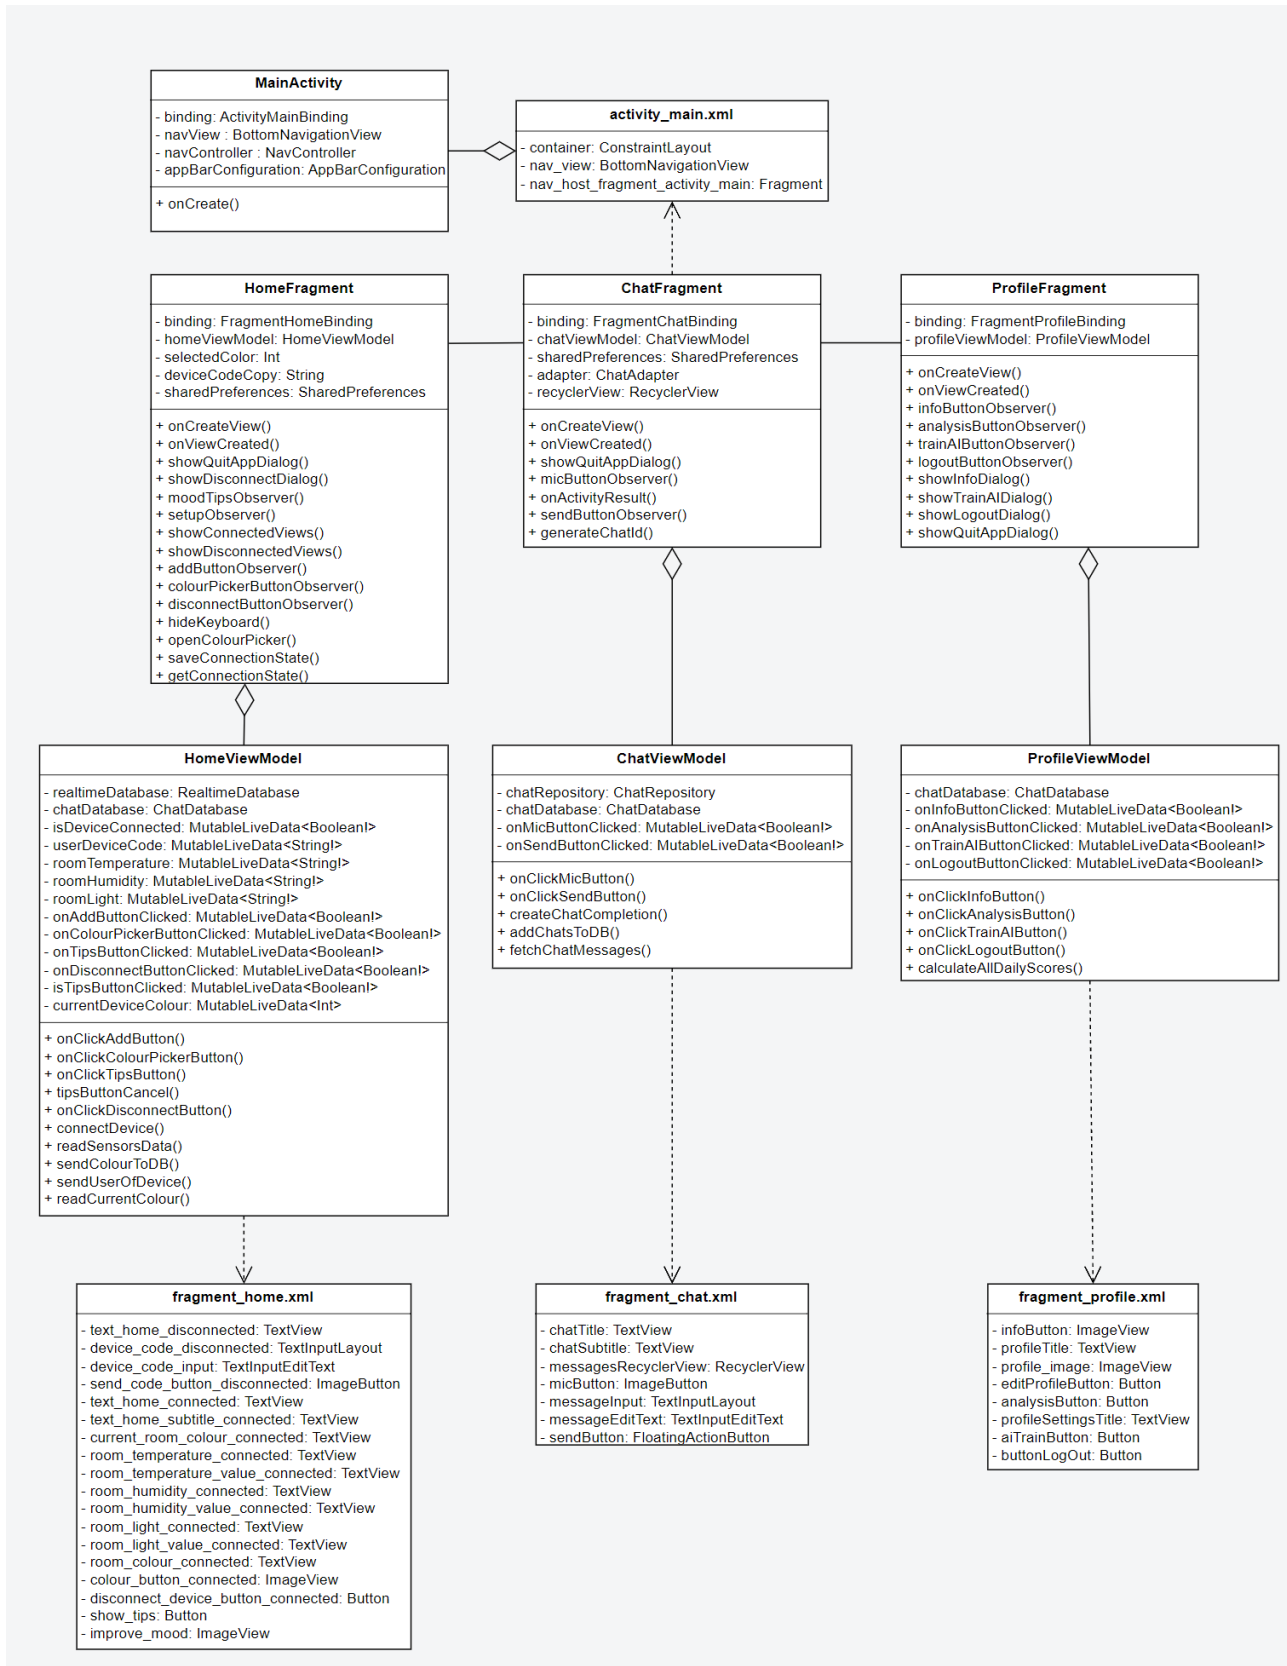 MainActivity
- binding: ActivityMainBinding
- navView : BottomNavigationView
- navController : NavController
- appBarConfiguration: AppBarConfiguration
+ onCreate()
activity_main.xml
- container: ConstraintLayout
- nav_view: BottomNavigationView
- nav_host_fragment_activity_main: Fragment
HomeFragment
- binding: FragmentHomeBinding
- homeViewModel: HomeViewModel
- selectedColor: Int
- deviceCodeCopy: String
- sharedPreferences: SharedPreferences
+ onCreateView()
+ onViewCreated()
+ showQuitAppDialog()
+ showDisconnectDialog()
+ moodTipsObserver()
+ setupObserver()
+ showConnectedViews()
+ showDisconnectedViews()
+ addButtonObserver()
+ colourPickerButtonObserver()
+ disconnectButtonObserver()
+ hideKeyboard()
+ openColourPicker()
+ saveConnectionState()
+ getConnectionState()
ChatFragment
- binding: FragmentChatBinding
- chatViewModel: ChatViewModel
- sharedPreferences: SharedPreferences
- adapter: ChatAdapter
- recyclerView: RecyclerView
+ onCreateView()
+ onViewCreated()
+ showQuitAppDialog()
+ micButtonObserver()
+ onActivityResult()
+ sendButtonObserver()
+ generateChatId()
ProfileFragment
- binding: FragmentProfileBinding
- profileViewModel: ProfileViewModel
+ onCreateView()
+ onViewCreated()
+ infoButtonObserver()
+ analysisButtonObserver()
+ trainAIButtonObserver()
+ logoutButtonObserver()
+ showInfoDialog()
+ showTrainAIDialog()
+ showLogoutDialog()
+ showQuitAppDialog()
HomeViewModel
- realtimeDatabase: RealtimeDatabase
- chatDatabase: ChatDatabase
- isDeviceConnected: MutableLiveData<Boolean!>
- userDeviceCode: MutableLiveData<String!>
- roomTemperature: MutableLiveData<String!>
- roomHumidity: MutableLiveData<String!>
- roomLight: MutableLiveData<String!>
- onAddButtonClicked: MutableLiveData<Boolean!>
- onColourPickerButtonClicked: MutableLiveData<Boolean!>
- onTipsButtonClicked: MutableLiveData<Boolean!>
- onDisconnectButtonClicked: MutableLiveData<Boolean!>
- isTipsButtonClicked: MutableLiveData<Boolean!>
- currentDeviceColour: MutableLiveData<Int>
+ onClickAddButton()
+ onClickColourPickerButton()
+ onClickTipsButton()
+ tipsButtonCancel()
+ onClickDisconnectButton()
+ connectDevice()
+ readSensorsData()
+ sendColourToDB()
+ sendUserOfDevice()
+ readCurrentColour()
ChatViewModel
- chatRepository: ChatRepository
- chatDatabase: ChatDatabase
- onMicButtonClicked: MutableLiveData<Boolean!>
- onSendButtonClicked: MutableLiveData<Boolean!>
+ onClickMicButton()
+ onClickSendButton()
+ createChatCompletion()
+ addChatsToDB()
+ fetchChatMessages()
ProfileViewModel
- chatDatabase: ChatDatabase
- onInfoButtonClicked: MutableLiveData<Boolean!>
- onAnalysisButtonClicked: MutableLiveData<Boolean!>
- onTrainAIButtonClicked: MutableLiveData<Boolean!>
- onLogoutButtonClicked: MutableLiveData<Boolean!>
+ onClickInfoButton()
+ onClickAnalysisButton()
+ onClickTrainAIButton()
+ onClickLogoutButton()
+ calculateAllDailyScores()
fragment_home.xml
- text_home_disconnected: TextView
- device_code_disconnected: TextInputLayout
- device_code_input: TextInputEditText
- send_code_button_disconnected: ImageButton
- text_home_connected: TextView
- text_home_subtitle_connected: TextView
- current_room_colour_connected: TextView
- room_temperature_connected: TextView
- room_temperature_value_connected: TextView
- room_humidity_connected: TextView
- room_humidity_value_connected: TextView
- room_light_connected: TextView
- room_light_value_connected: TextView
- room_colour_connected: TextView
- colour_button_connected: ImageView
- disconnect_device_button_connected: Button
- show_tips: Button
- improve_mood: ImageView
fragment_chat.xml
- chatTitle: TextView
- chatSubtitle: TextView
- messagesRecyclerView: RecyclerView
- micButton: ImageButton
- messageInput: TextInputLayout
- messageEditText: TextInputEditText
- sendButton: FloatingActionButton
fragment_profile.xml
- infoButton: ImageView
- profileTitle: TextView
- profile_image: ImageView
- editProfileButton: Button
- analysisButton: Button
- profileSettingsTitle: TextView
- aiTrainButton: Button
- buttonLogOut: Button